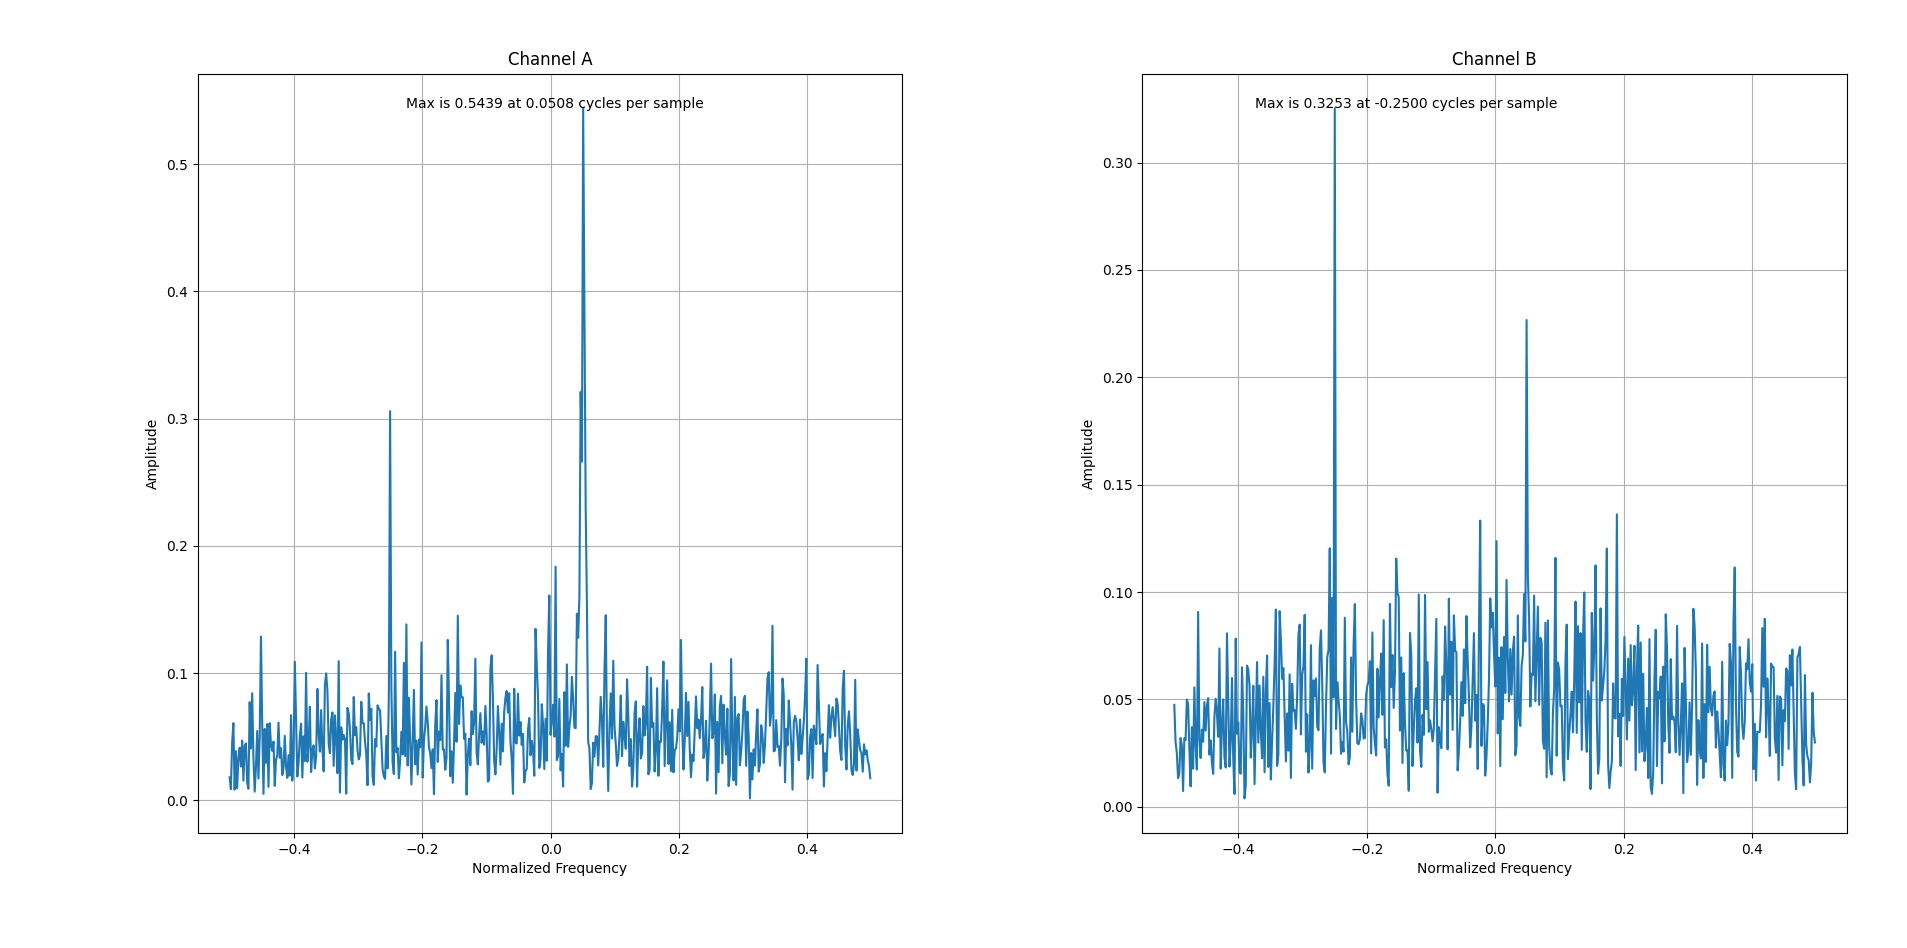 Channel A
Max is 0.5439 at 0.0508 cycles per sample
0.5
0.4
0.3
0.2
0.1
0.0
Amplitude
−0.4
−0.2
0.0
0.2
0.4
Normalized Frequency
Channel B
Max is 0.3253 at -0.2500 cycles per sample
0.30
0.25
0.20
0.15
0.10
0.05
0.00
Amplitude
−0.4
−0.2
0.0
0.2
0.4
Normalized Frequency